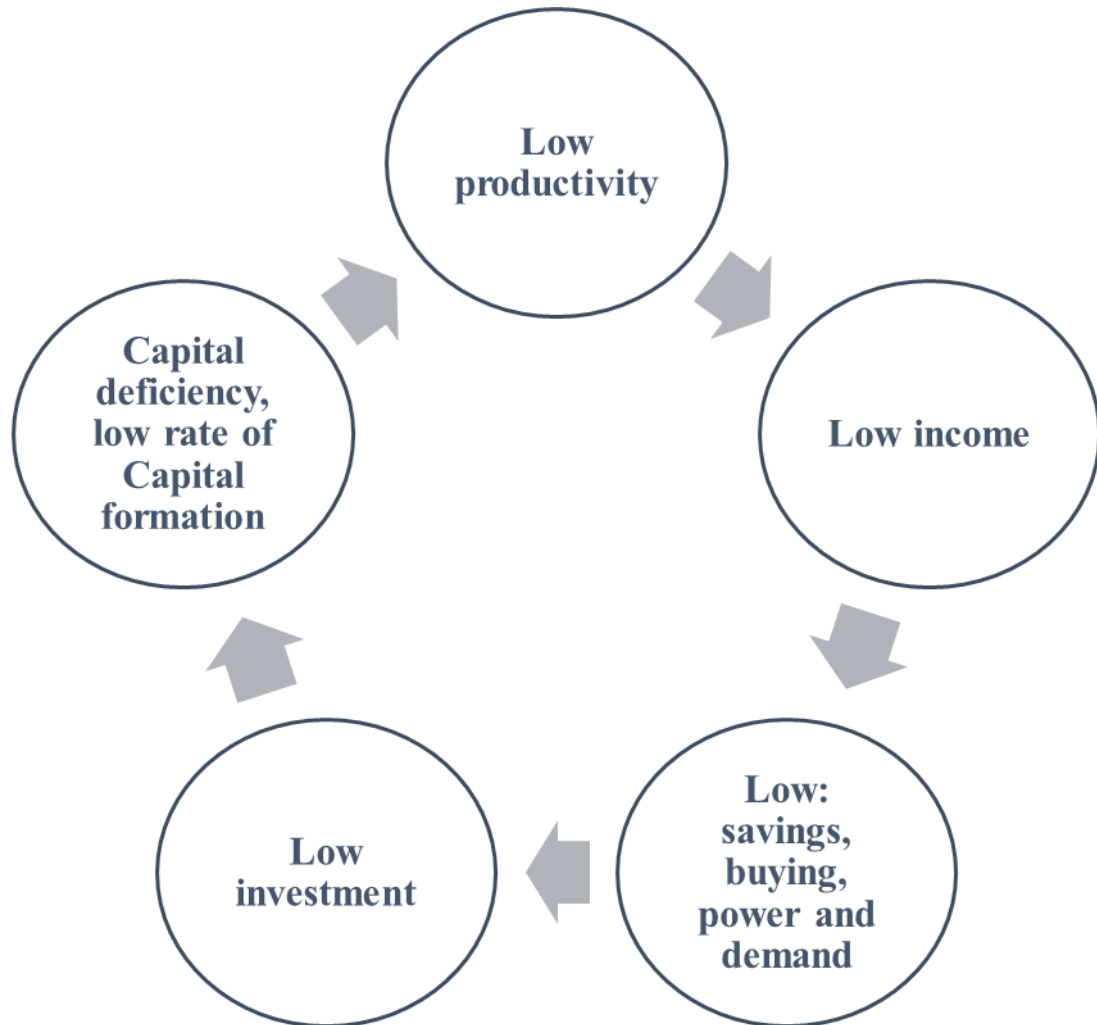 Low
productivity
Low income
Low:
savings,
buying,
power and
demand
Low
investment
Capital
deficiency,
low rate of
Capital
formation